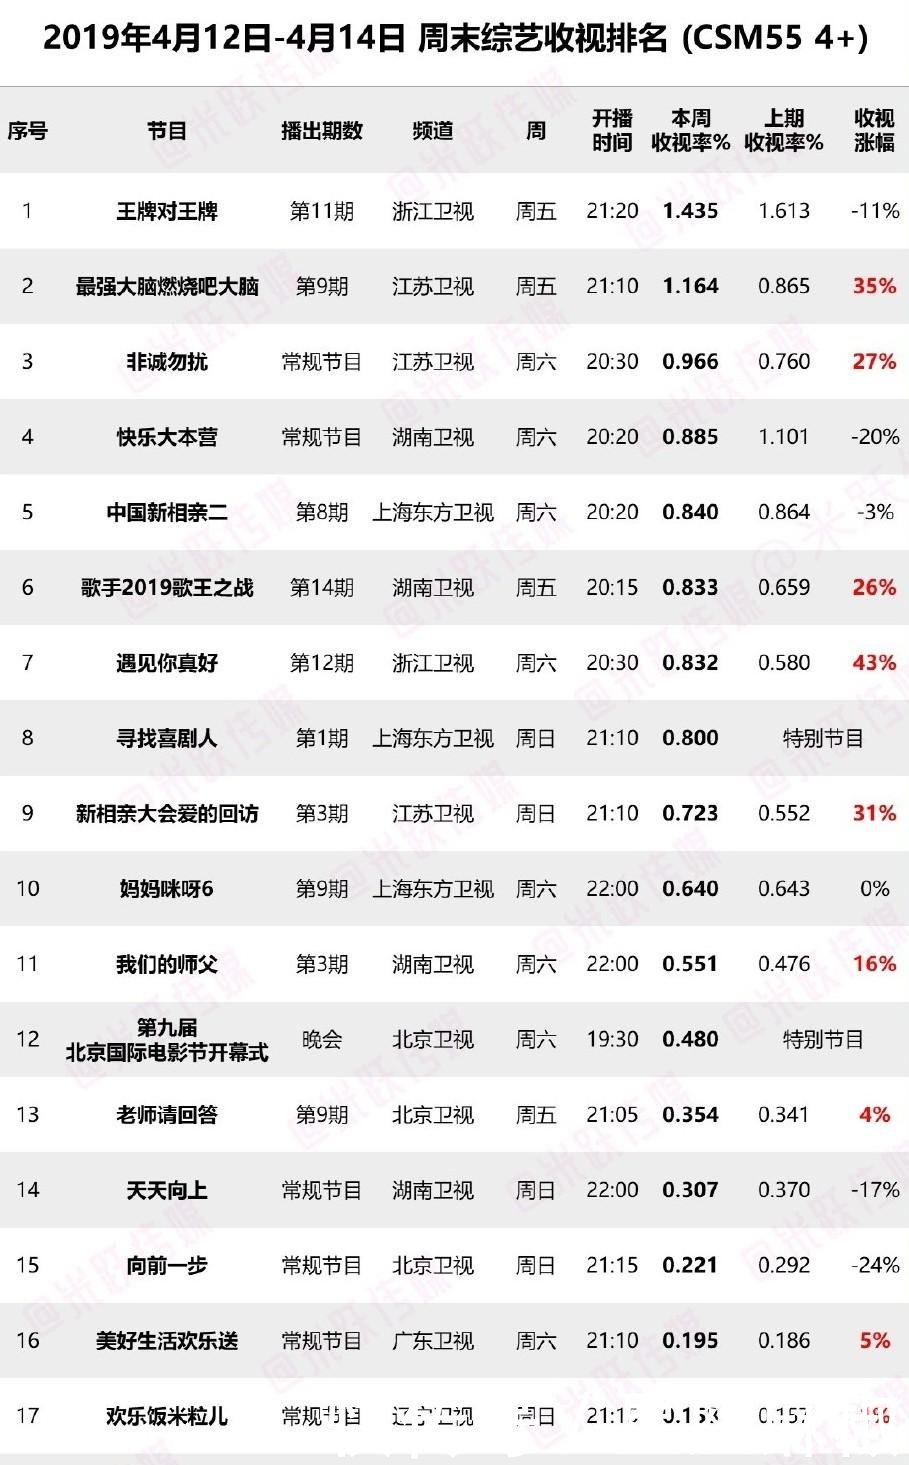 2019年4月12日-4月14日 周末综艺收视排名 (CSM55 4+)
序号 节目 播出期数 频道 周 开播时间 本周收视率% 上期收视率% 收视涨幅
1 王牌对王牌 第11期 浙江卫视 周五 21:20 1.435 1.613 -11%
2 最强大脑燃烧吧大脑 第9期 江苏卫视 周五 21:10 1.164 0.865 35%
3 非诚勿扰 常规节目 江苏卫视 周六 20:30 0.966 0.760 27%
4 快乐大本营 常规节目 湖南卫视 周六 20:20 0.885 1.101 -20%
5 中国新相亲二 第8期 上海东方卫视 周六 20:20 0.840 0.864 -3%
6 歌手2019歌王之战 第14期 湖南卫视 周五 20:15 0.833 0.659 26%
7 遇见你真好 第12期 浙江卫视 周六 20:30 0.832 0.580 43%
8 寻找喜剧人 第1期 上海东方卫视 周日 21:10 0.800 特别节目
9 新相亲大会爱的回访 第3期 江苏卫视 周日 21:10 0.723 0.552 31%
10 妈妈咪呀6 第9期 上海东方卫视 周六 22:00 0.640 0.643 0%
11 我们的师父 第3期 湖南卫视 周六 22:00 0.551 0.476 16%
12 第九届北京国际电影节开幕式 晚会 北京卫视 周六 19:30 0.480 特别节目
13 老师请回答 第9期 北京卫视 周五 21:05 0.354 0.341 4%
14 天天向上 常规节目 湖南卫视 周日 22:00 0.307 0.370 -17%
15 向前一步 常规节目 北京卫视 周日 21:15 0.221 0.292 -24%
16 美好生活欢乐送 常规节目 广东卫视 周六 21:10 0.195 0.186 5%
17 欢乐饭米粒儿 常规节目 辽宁卫视 周日
@米跃传媒